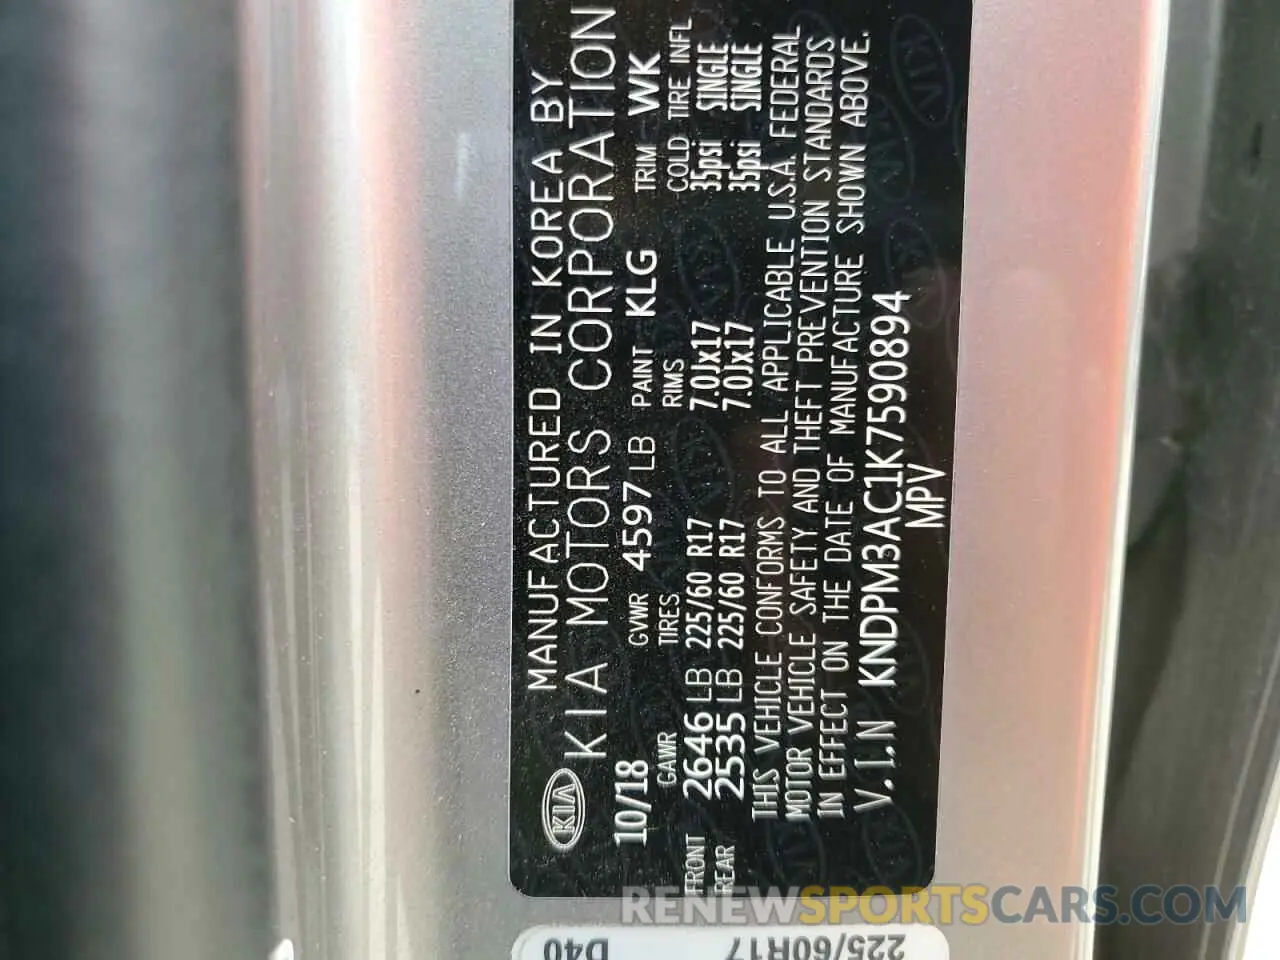 MANUFACTURED IN KOREA BY
KIA KIA MOTORS CORPORATION
10/18 GVWR 4597 LB PAINT KLG TRIM WK
GAWR TIRES RIMS COLD TIRE INFL
FRONT 2646 LB 225/60 R17 7.0Jx17 35psi SINGLE
REAR 2535 LB 225/60 R17 7.0Jx17 35psi SINGLE
THIS VEHICLE CONFORMS TO ALL APPLICABLE U.S.A. FEDERAL
MOTOR VEHICLE SAFETY AND THEFT PREVENTION STANDARDS
IN EFFECT ON THE DATE OF MANUFACTURE SHOWN ABOVE.
V.I.N KNDPM3AC1K7590894
MPV
225/60R17 D40
RENEWSPORTSCARS.COM